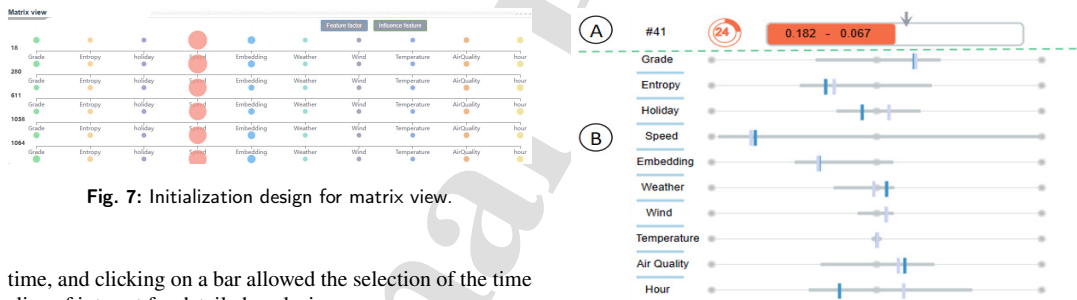 Matrix view
Feature factor Influence feature
18
Grade Entropy holiday Speed Embedding Weather Wind Temperature AirQuality hour
280
Grade Entropy holiday Speed Embedding Weather Wind Temperature AirQuality hour
611
Grade Entropy holiday Speed Embedding Weather Wind Temperature AirQuality hour
1056
Grade Entropy holiday Speed Embedding Weather Wind Temperature AirQuality hour
1064
Grade Entropy holiday Speed Embedding Weather Wind Temperature AirQuality hour
Fig. 7: Initialization design for matrix view.
time, and clicking on a bar allowed the selection of the time
A #41 24 0.182 - 0.067
B
Grade
Entropy
Holiday
Speed
Embedding
Weather
Wind
Temperature
Air Quality
Hour